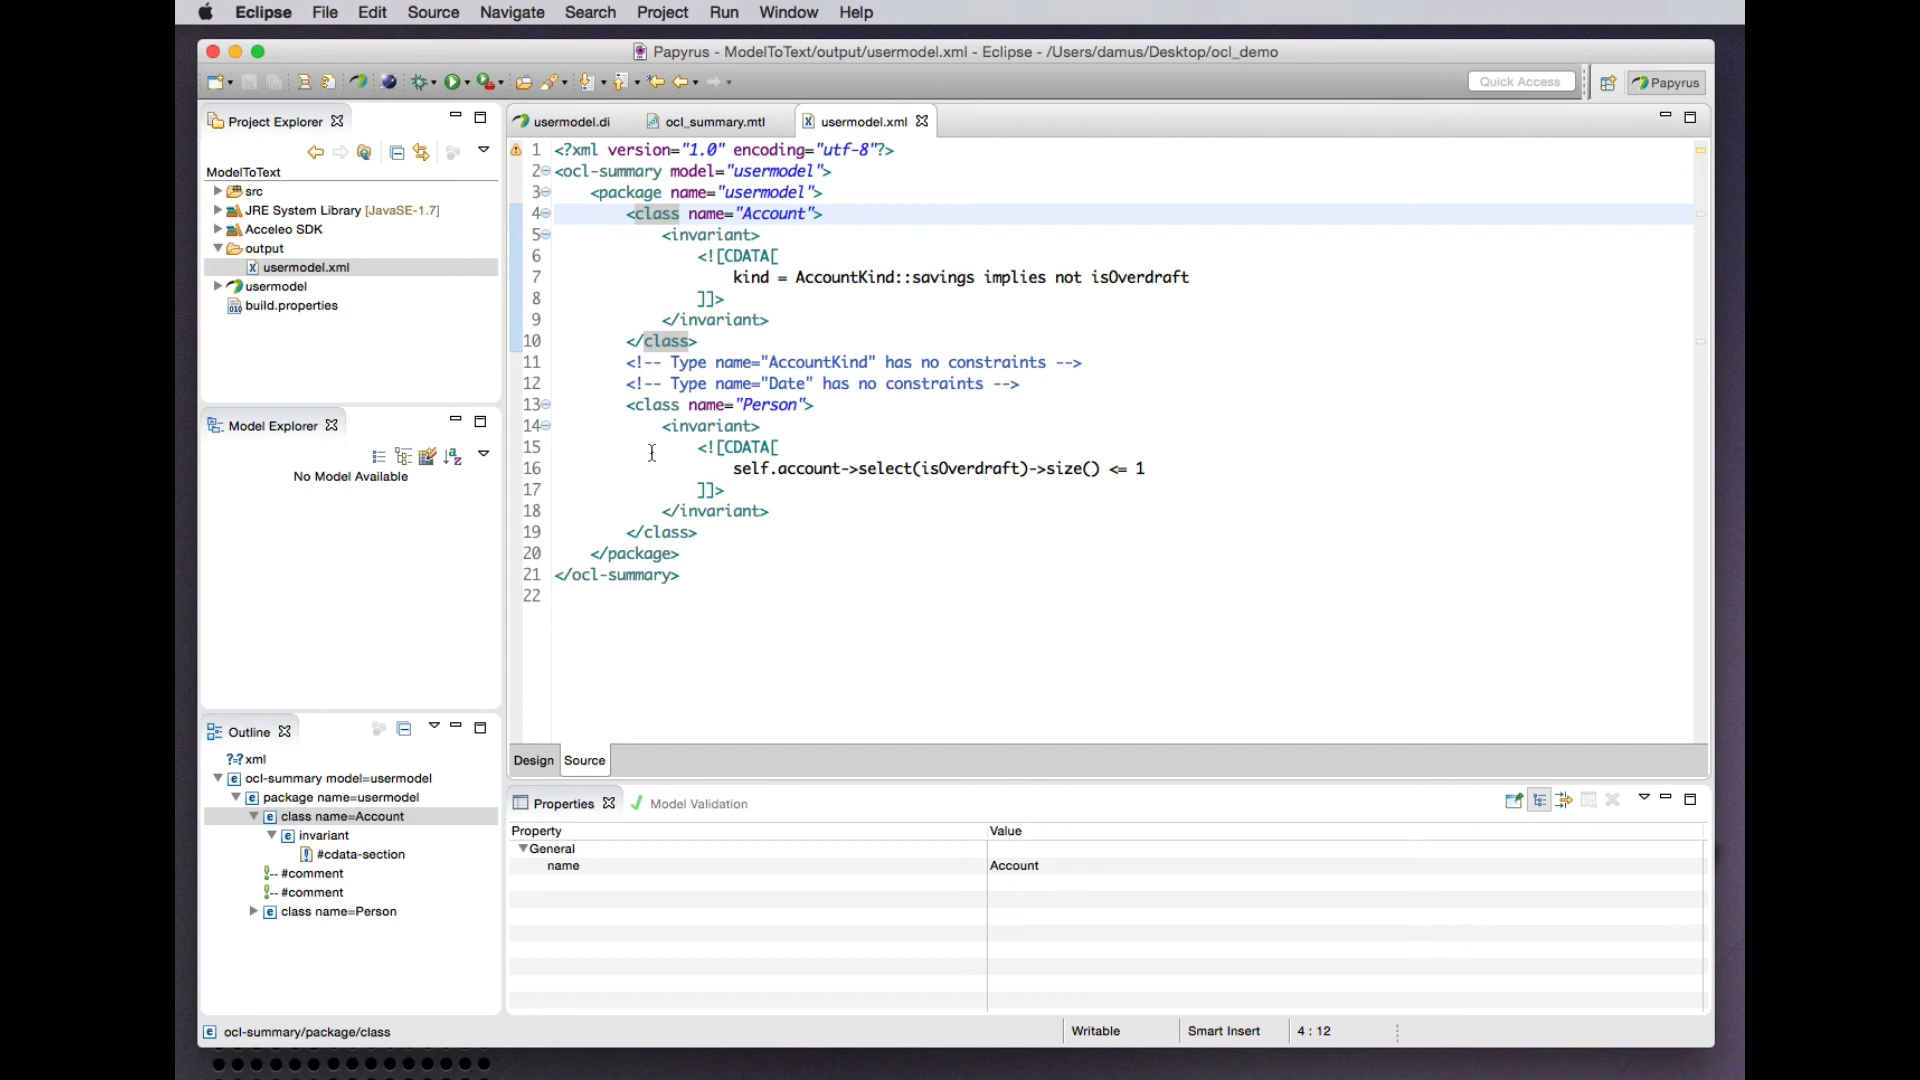 Eclipse File Edit Source Navigate Search Project Run Window Help
Papyrus - ModelToText/output/usermodel.xml - Eclipse - /Users/damus/Desktop/ocl_demo
Quick Access Papyrus
Project Explorer
ModelToText
src
JRE System Library [JavaSE-1.7]
Acceleo SDK
output
usermodel.xml
usermodel
build.properties
Model Explorer
No Model Available
Outline
?=? xml
ocl-summary model=usermodel
package name=usermodel
class name=Account
invariant
#cdata-section
#comment
#comment
class name=Person
usermodel.di ocl_summary.mtl usermodel.xml
1 <?xml version="1.0" encoding="utf-8"?>
2 <ocl-summary model="usermodel">
3 <package name="usermodel">
4 <class name="Account">
5 <invariant>
6 <![CDATA[
7 kind = AccountKind::savings implies not isOverdraft
8 ]]>
9 </invariant>
10 </class>
11 <!-- Type name="AccountKind" has no constraints -->
12 <!-- Type name="Date" has no constraints -->
13 <class name="Person">
14 <invariant>
15 <![CDATA[
16 self.account->select(isOverdraft)->size() <= 1
17 ]]>
18 </invariant>
19 </class>
20 </package>
21 </ocl-summary>
22
Design Source
Properties Model Validation
Property Value
General
name Account
ocl-summary/package/class Writable Smart Insert 4 : 12